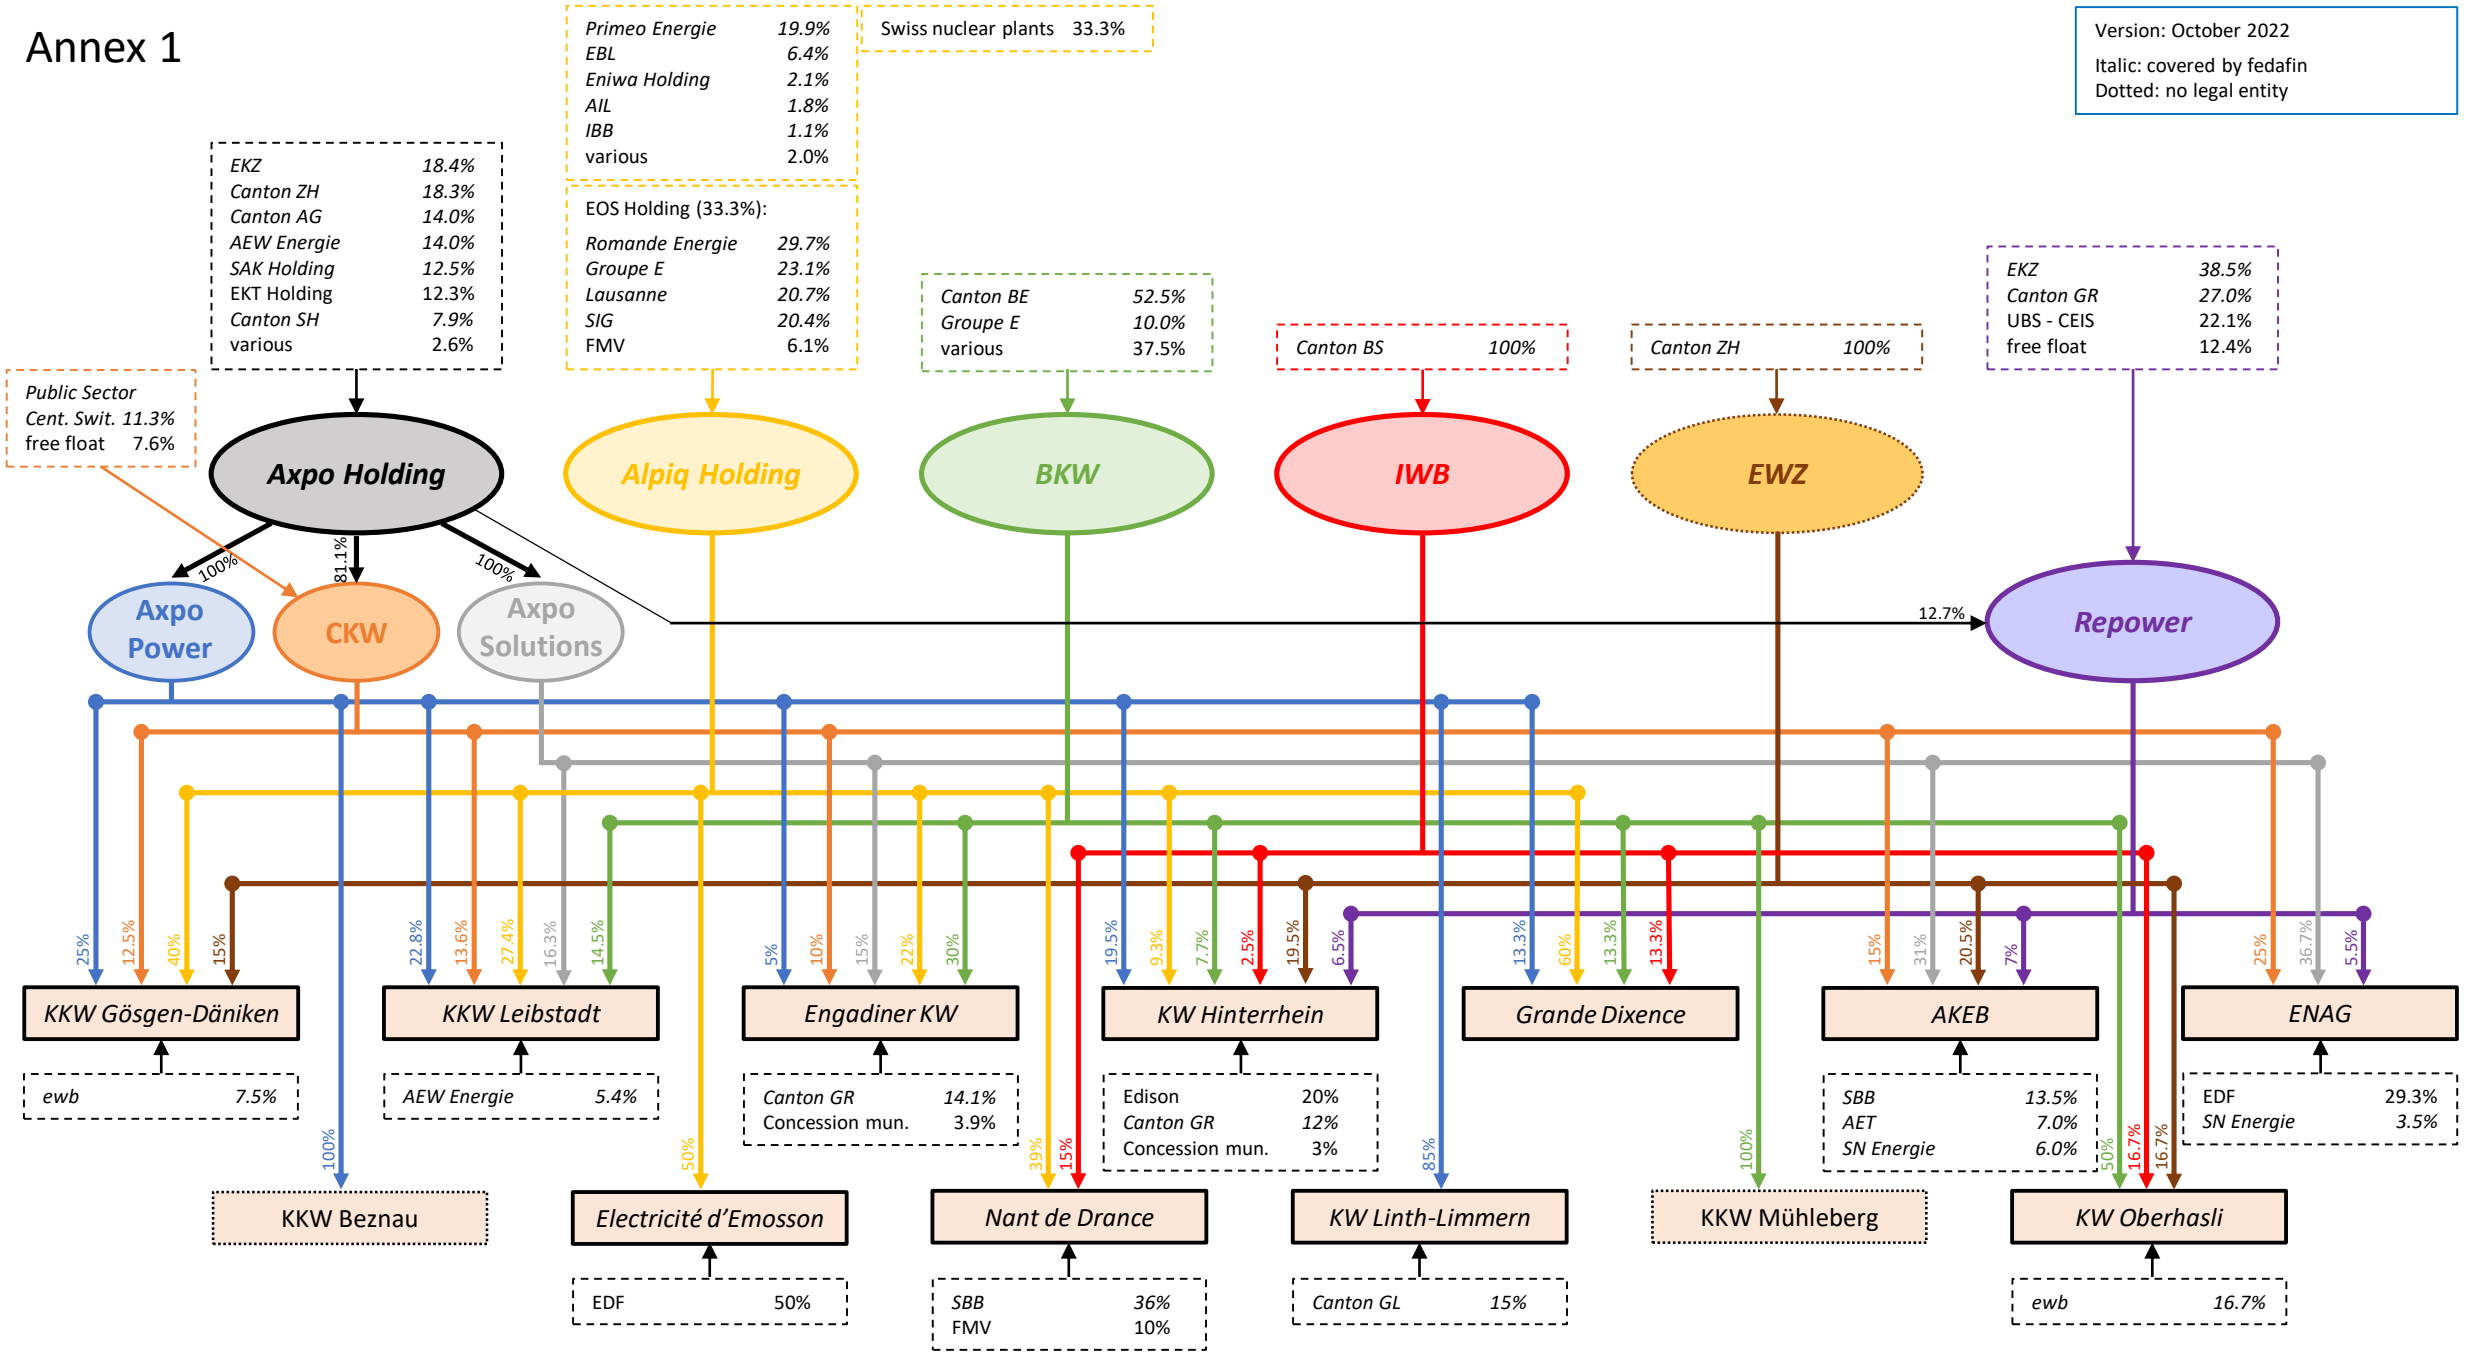 Annex 1
Primeo Energie 19.9%
EBL 6.4%
Eniwa Holding 2.1%
AIL 1.8%
IBB 1.1%
various 2.0%
Swiss nuclear plants 33.3%
Version: October 2022
Italic: covered by fedafin
Dotted: no legal entity
EKZ 18.4%
Canton ZH 18.3%
Canton AG 14.0%
AEW Energie 14.0%
SAK Holding 12.5%
EKT Holding 12.3%
Canton SH 7.9%
various 2.6%
EOS Holding (33.3%):
Romande Energie 29.7%
Groupe E 23.1%
Lausanne 20.7%
SIG 20.4%
FMV 6.1%
Canton BE 52.5%
Groupe E 10.0%
various 37.5%
Canton BS 100%
Canton ZH 100%
EKZ 38.5%
Canton GR 27.0%
UBS - CEIS 22.1%
free float 12.4%
Public Sector
Cent. Swit. 11.3%
free float 7.6%
Axpo Holding
Alpiq Holding
BKW
IWB
EWZ
100%
81.1%
100%
12.7%
Axpo
Power
CKW
Axpo
Solutions
Repower
25%
12.5%
40%
15%
22.8%
13.6%
27.4%
16.3%
14.5%
5%
10%
15%
22%
30%
19.5%
9.3%
7.7%
2.5%
19.5%
6.5%
13.3%
60%
13.3%
13.3%
15%
31%
20.5%
7%
25%
36.7%
5.5%
KKW Gösgen-Däniken
KKW Leibstadt
Engadiner KW
KW Hinterrhein
Grande Dixence
AKEB
ENAG
ewb 7.5%
AEW Energie 5.4%
Canton GR 14.1%
Concession mun. 3.9%
Edison 20%
Canton GR 12%
Concession mun. 3%
SBB 13.5%
AET 7.0%
SN Energie 6.0%
EDF 29.3%
SN Energie 3.5%
100%
50%
39%
15%
85%
100%
50%
16.7%
16.7%
KKW Beznau
Electricité d'Emosson
Nant de Drance
KW Linth-Limmern
KKW Mühleberg
KW Oberhasli
EDF 50%
SBB 36%
FMV 10%
Canton GL 15%
ewb 16.7%